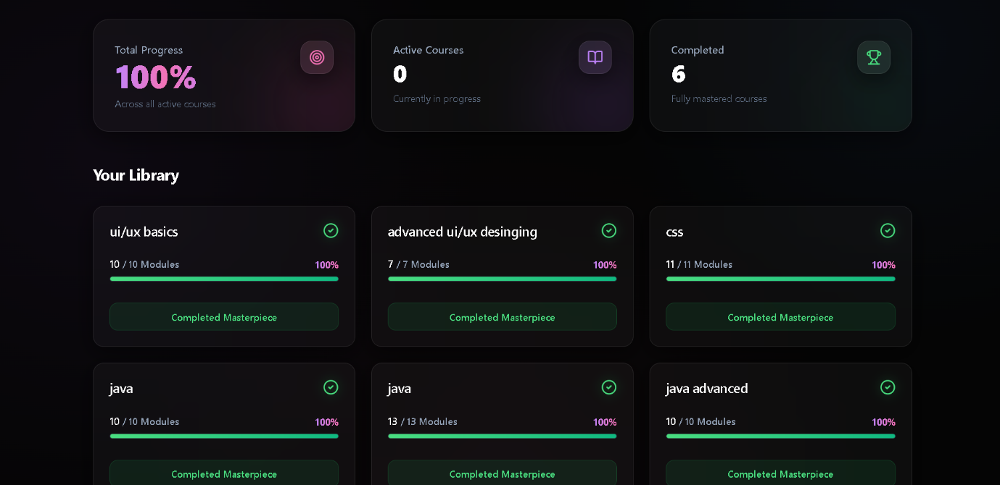 Total Progress
100%
Across all active courses
Active Courses
0
Currently in progress
Completed
6
Fully mastered courses
Your Library
ui/ux basics
10 / 10 Modules
100%
Completed Masterpiece
advanced ui/ux desinging
7 / 7 Modules
100%
Completed Masterpiece
css
11 / 11 Modules
100%
Completed Masterpiece
java
10 / 10 Modules
100%
Completed Masterpiece
java
13 / 13 Modules
100%
Completed Masterpiece
java advanced
10 / 10 Modules
100%
Completed Masterpiece